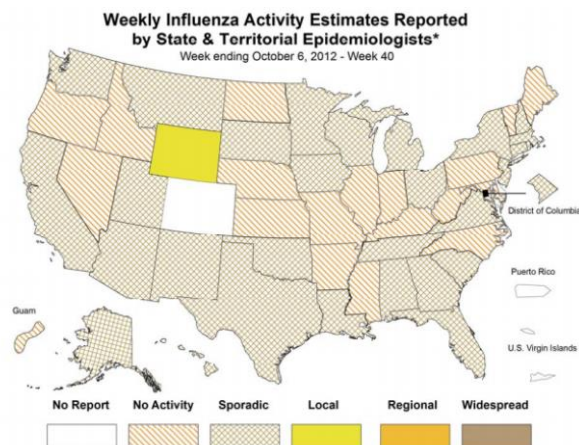 Weekly Influenza Activity Estimates Reported
by State & Territorial Epidemiologists*
Week ending October 6, 2012 - Week 40
District of Columbia
Puerto Rico
Guam
U.S. Virgin Islands
No Report No Activity Sporadic Local Regional Widespread